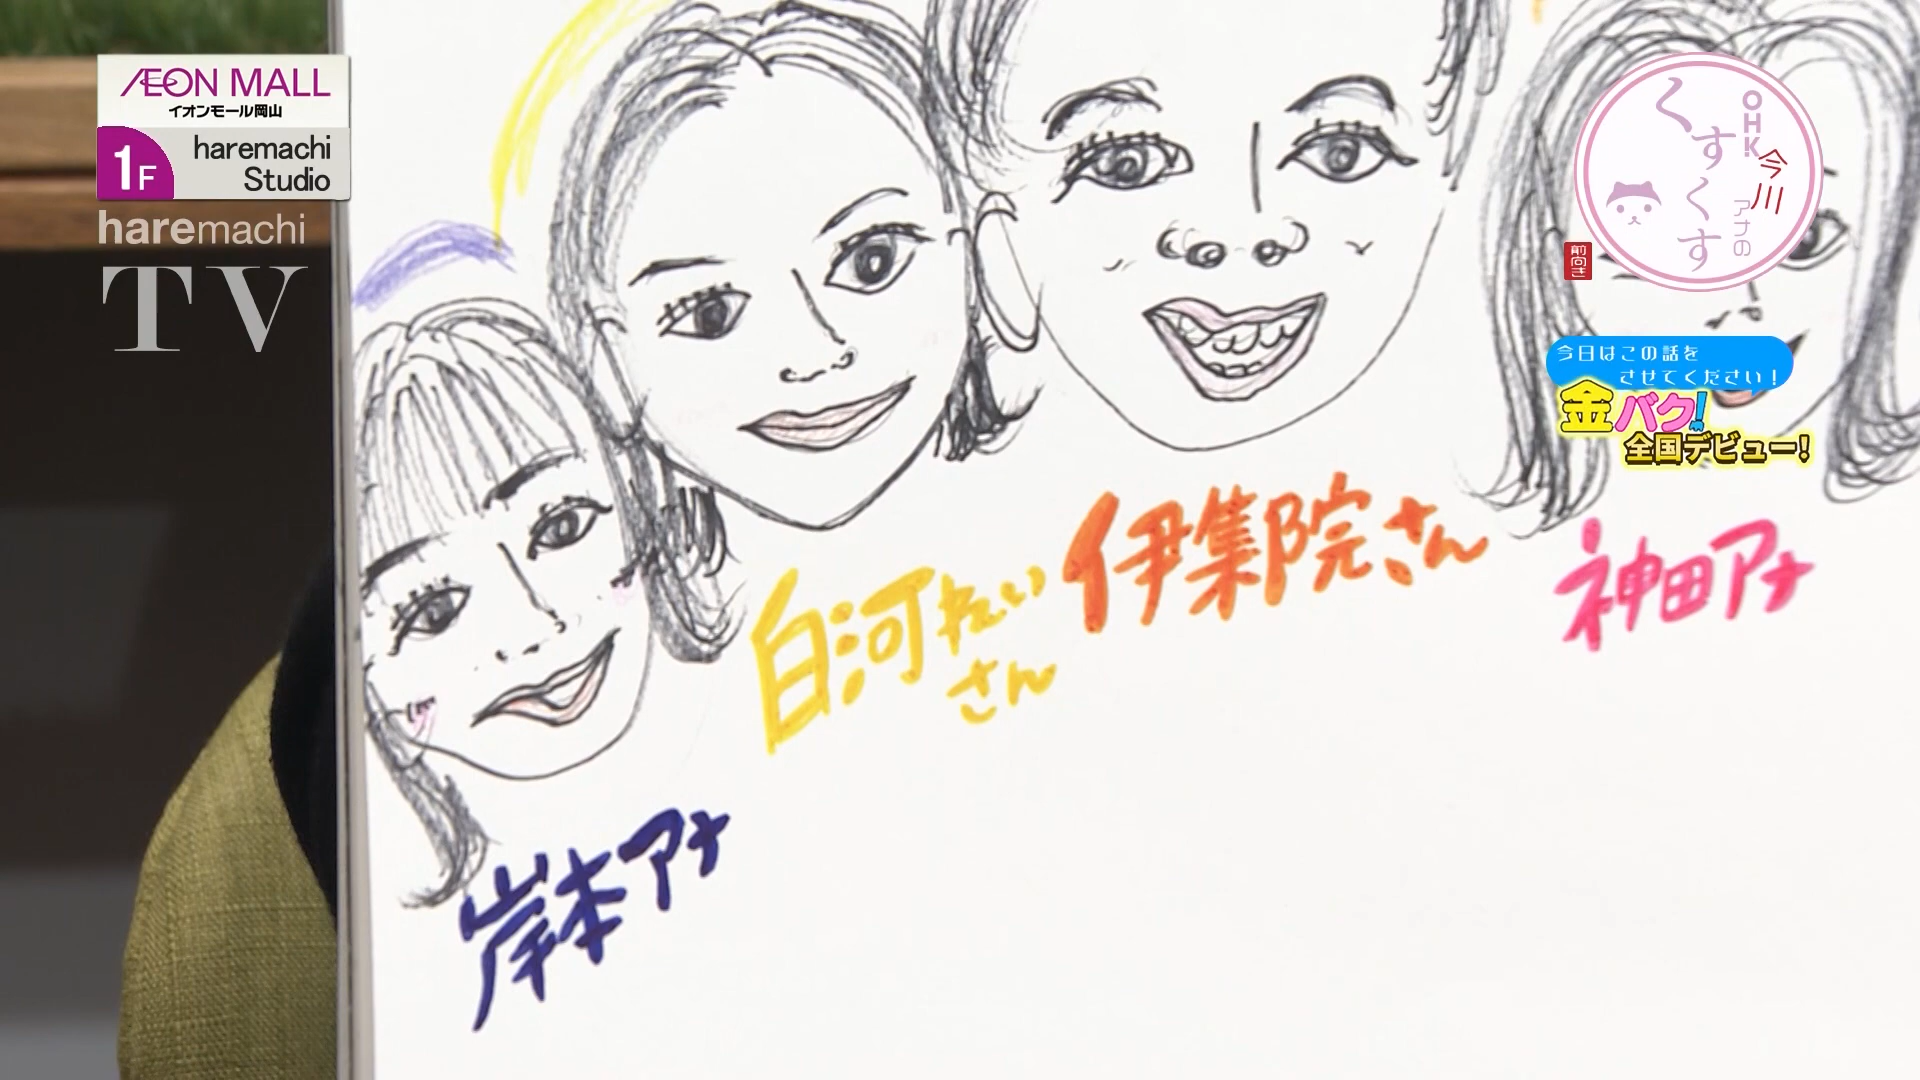 ÆON MALL
イオンモール岡山
1F
haremachi
Studio
haremachi
TV
OHK
今川
アナの
くすくす
前向き
今日はこの話を
させてください！
金バク!
全国デビュー!
白河れい
さん
伊集院さん
神田アナ
岸本アナ